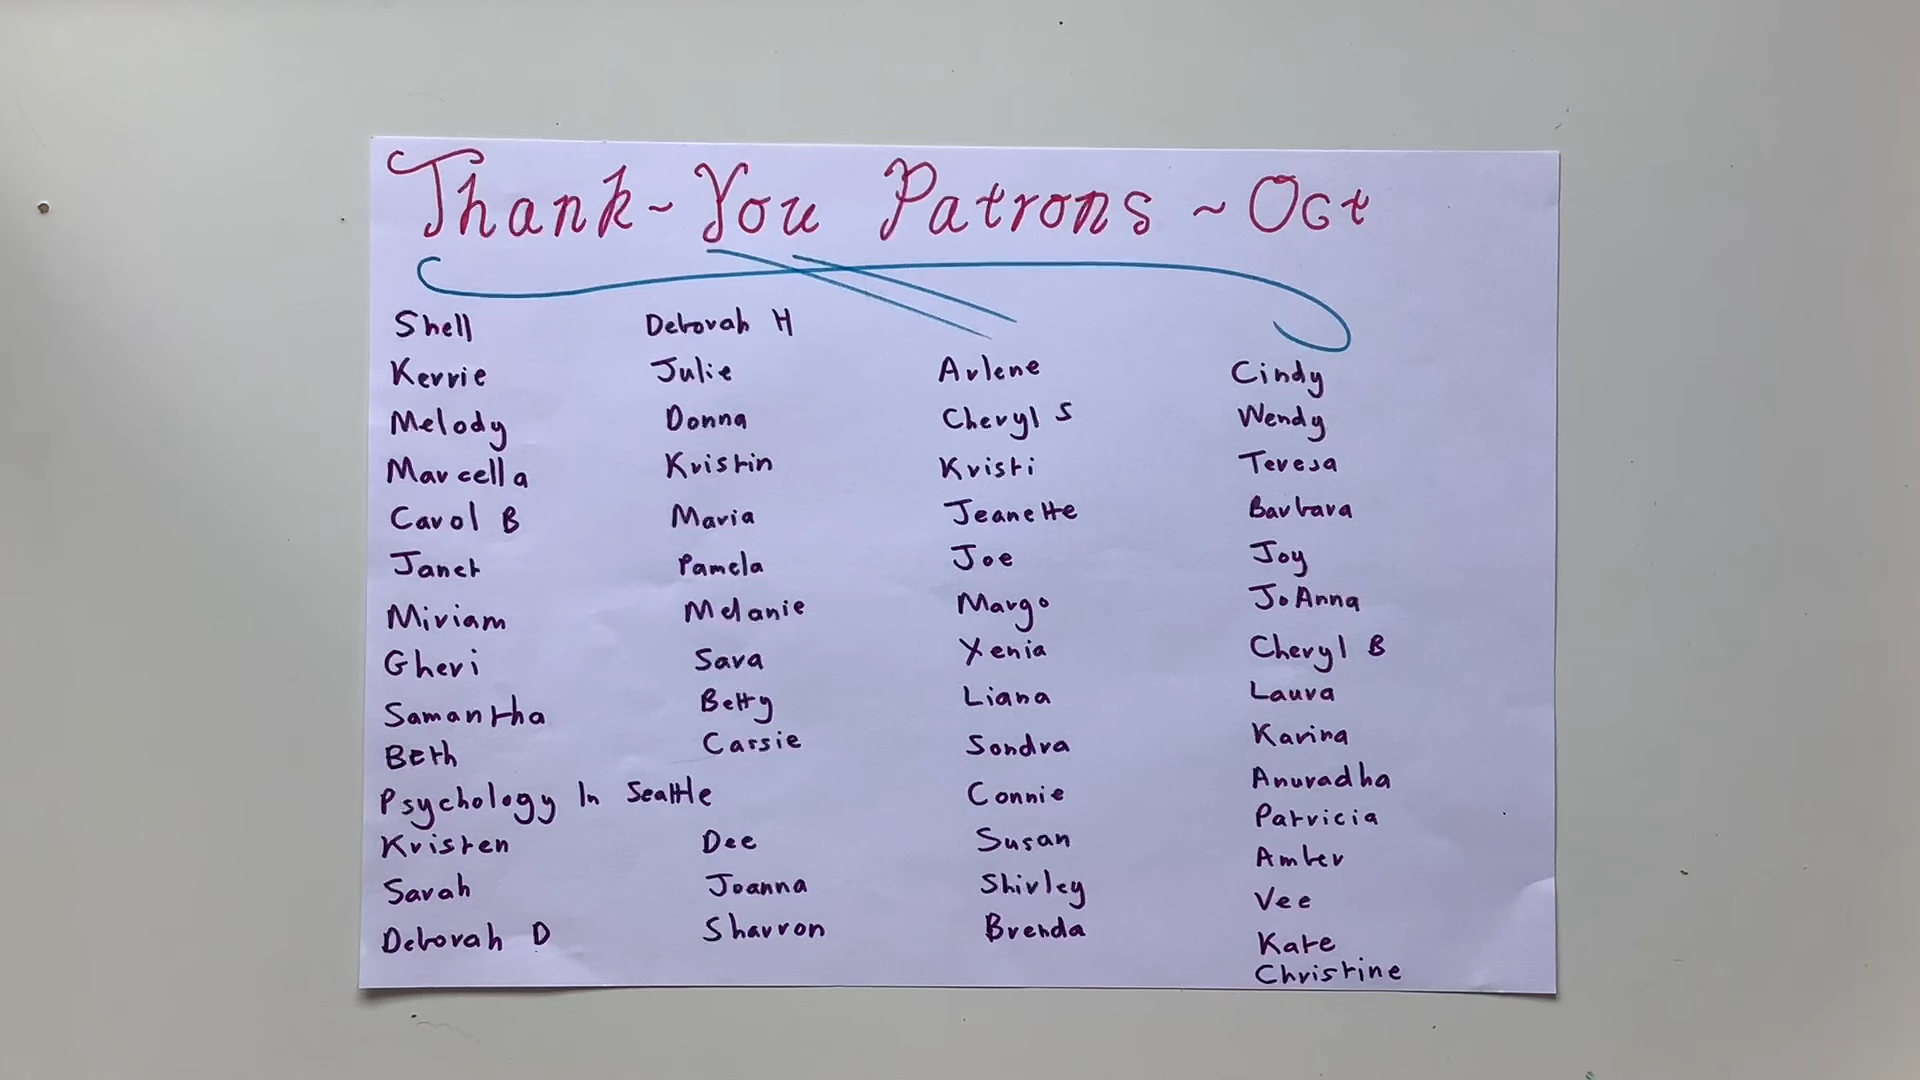 Thank-You Patrons ~ Oct
Shell
Kerrie
Melody
Marcella
Carol B
Janet
Miriam
Gheri
Samantha
Beth
Psychology In Seattle
Kristen
Sarah
Deborah D
Deborah H
Julie
Donna
Kristin
Maria
Pamela
Melanie
Sara
Betty
Cassie
Dee
Joanna
Sharron
Arlene
Cheryl S
Kristi
Jeanette
Joe
Margo
Xenia
Liana
Sondra
Connie
Susan
Shirley
Brenda
Cindy
Wendy
Teresa
Barbara
Joy
JoAnna
Cheryl B
Laura
Karina
Anuradha
Patricia
Amber
Vee
Kate
Christine